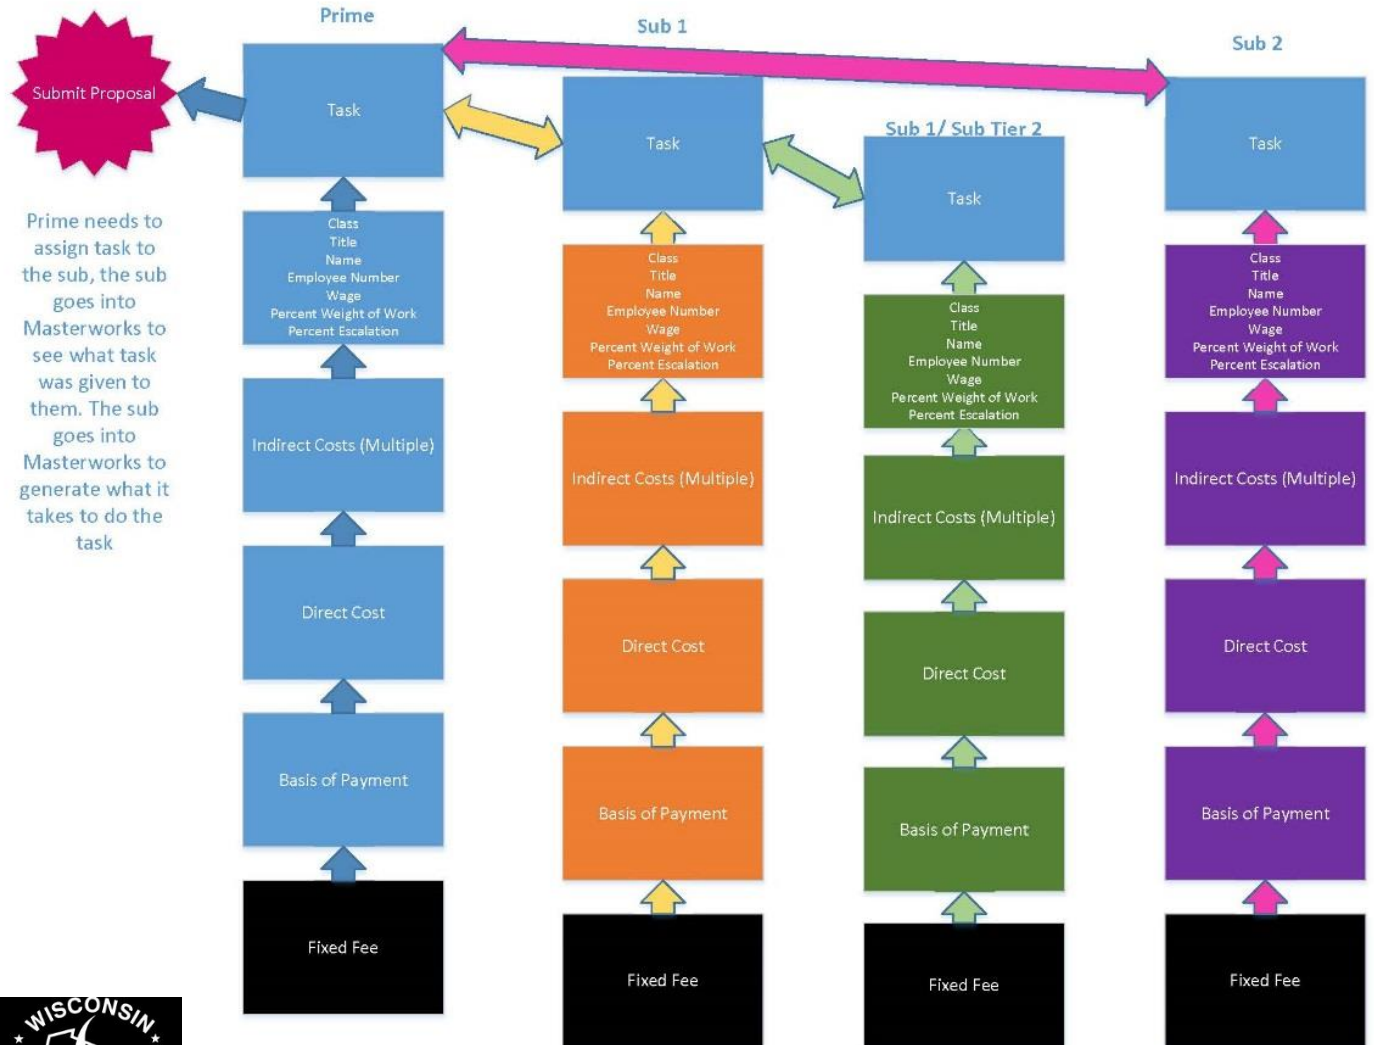 Submit Proposal
Prime needs to
assign task to
the sub, the sub
goes into
Masterworks to
see what task
was given to
them. The sub
goes into
Masterworks to
generate what it
takes to do the
task
Prime
Task
Class
Title
Name
Employee Number
Wage
Percent Weight of Work
Percent Escalation
Indirect Costs (Multiple)
Direct Cost
Basis of Payment
Fixed Fee
Sub 1
Task
Class
Title
Name
Employee Number
Wage
Percent Weight of Work
Percent Escalation
Indirect Costs (Multiple)
Direct Cost
Basis of Payment
Fixed Fee
Sub 1/ Sub Tier 2
Task
Class
Title
Name
Employee Number
Wage
Percent Weight of Work
Percent Escalation
Indirect Costs (Multiple)
Direct Cost
Basis of Payment
Fixed Fee
Sub 2
Task
Class
Title
Name
Employee Number
Wage
Percent Weight of Work
Percent Escalation
Indirect Costs (Multiple)
Direct Cost
Basis of Payment
Fixed Fee
WISCONSIN